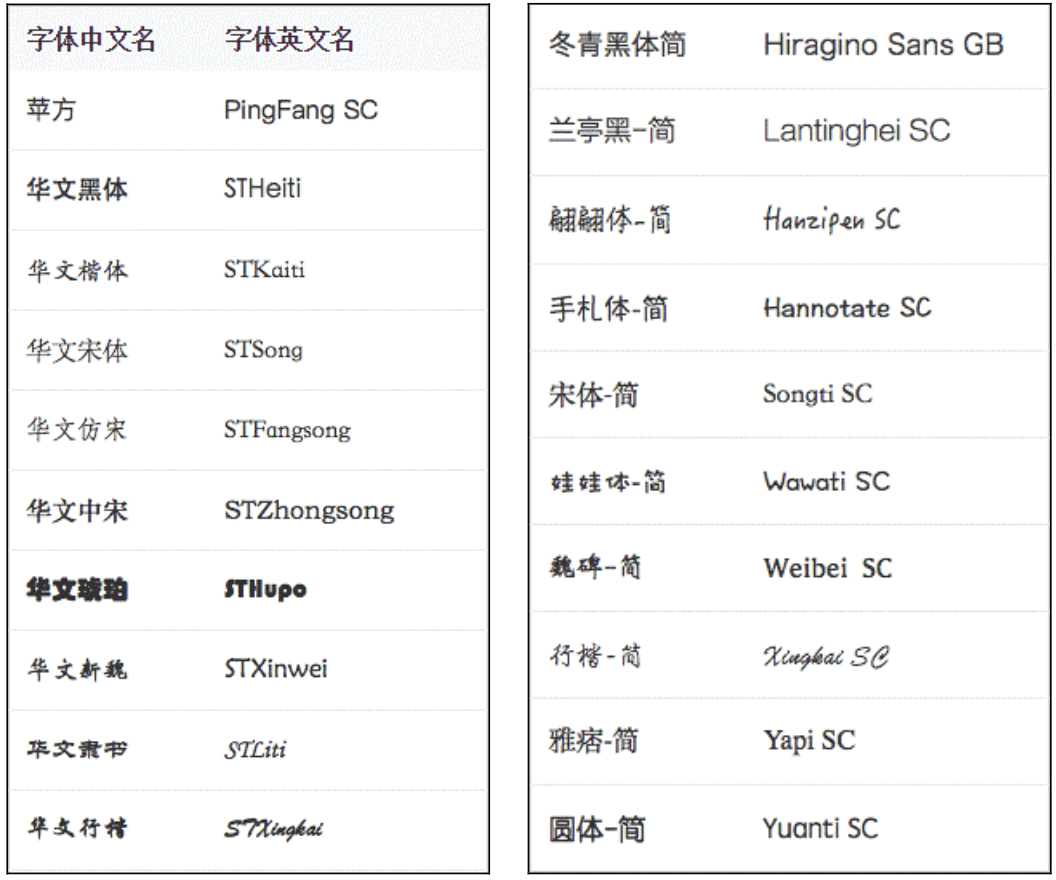 字体中文名 字体英文名
苹方 PingFang SC
华文黑体 STHeiti
华文楷体 STKaiti
华文宋体 STSong
华文仿宋 STFangsong
华文中宋 STZhongsong
华文琥珀 STHupo
华文新魏 STXinwei
华文隶书 STLiti
华文行楷 STXingkai
冬青黑体简 Hiragino Sans GB
兰亭黑-简 Lantinghei SC
翩翩体-简 Hanzipen SC
手札体-简 Hannotate SC
宋体-简 Songti SC
娃娃体-简 Wawati SC
魏碑-简 Weibei SC
行楷-简 Xingkai SC
雅痞-简 Yapi SC
圆体-简 Yuanti SC